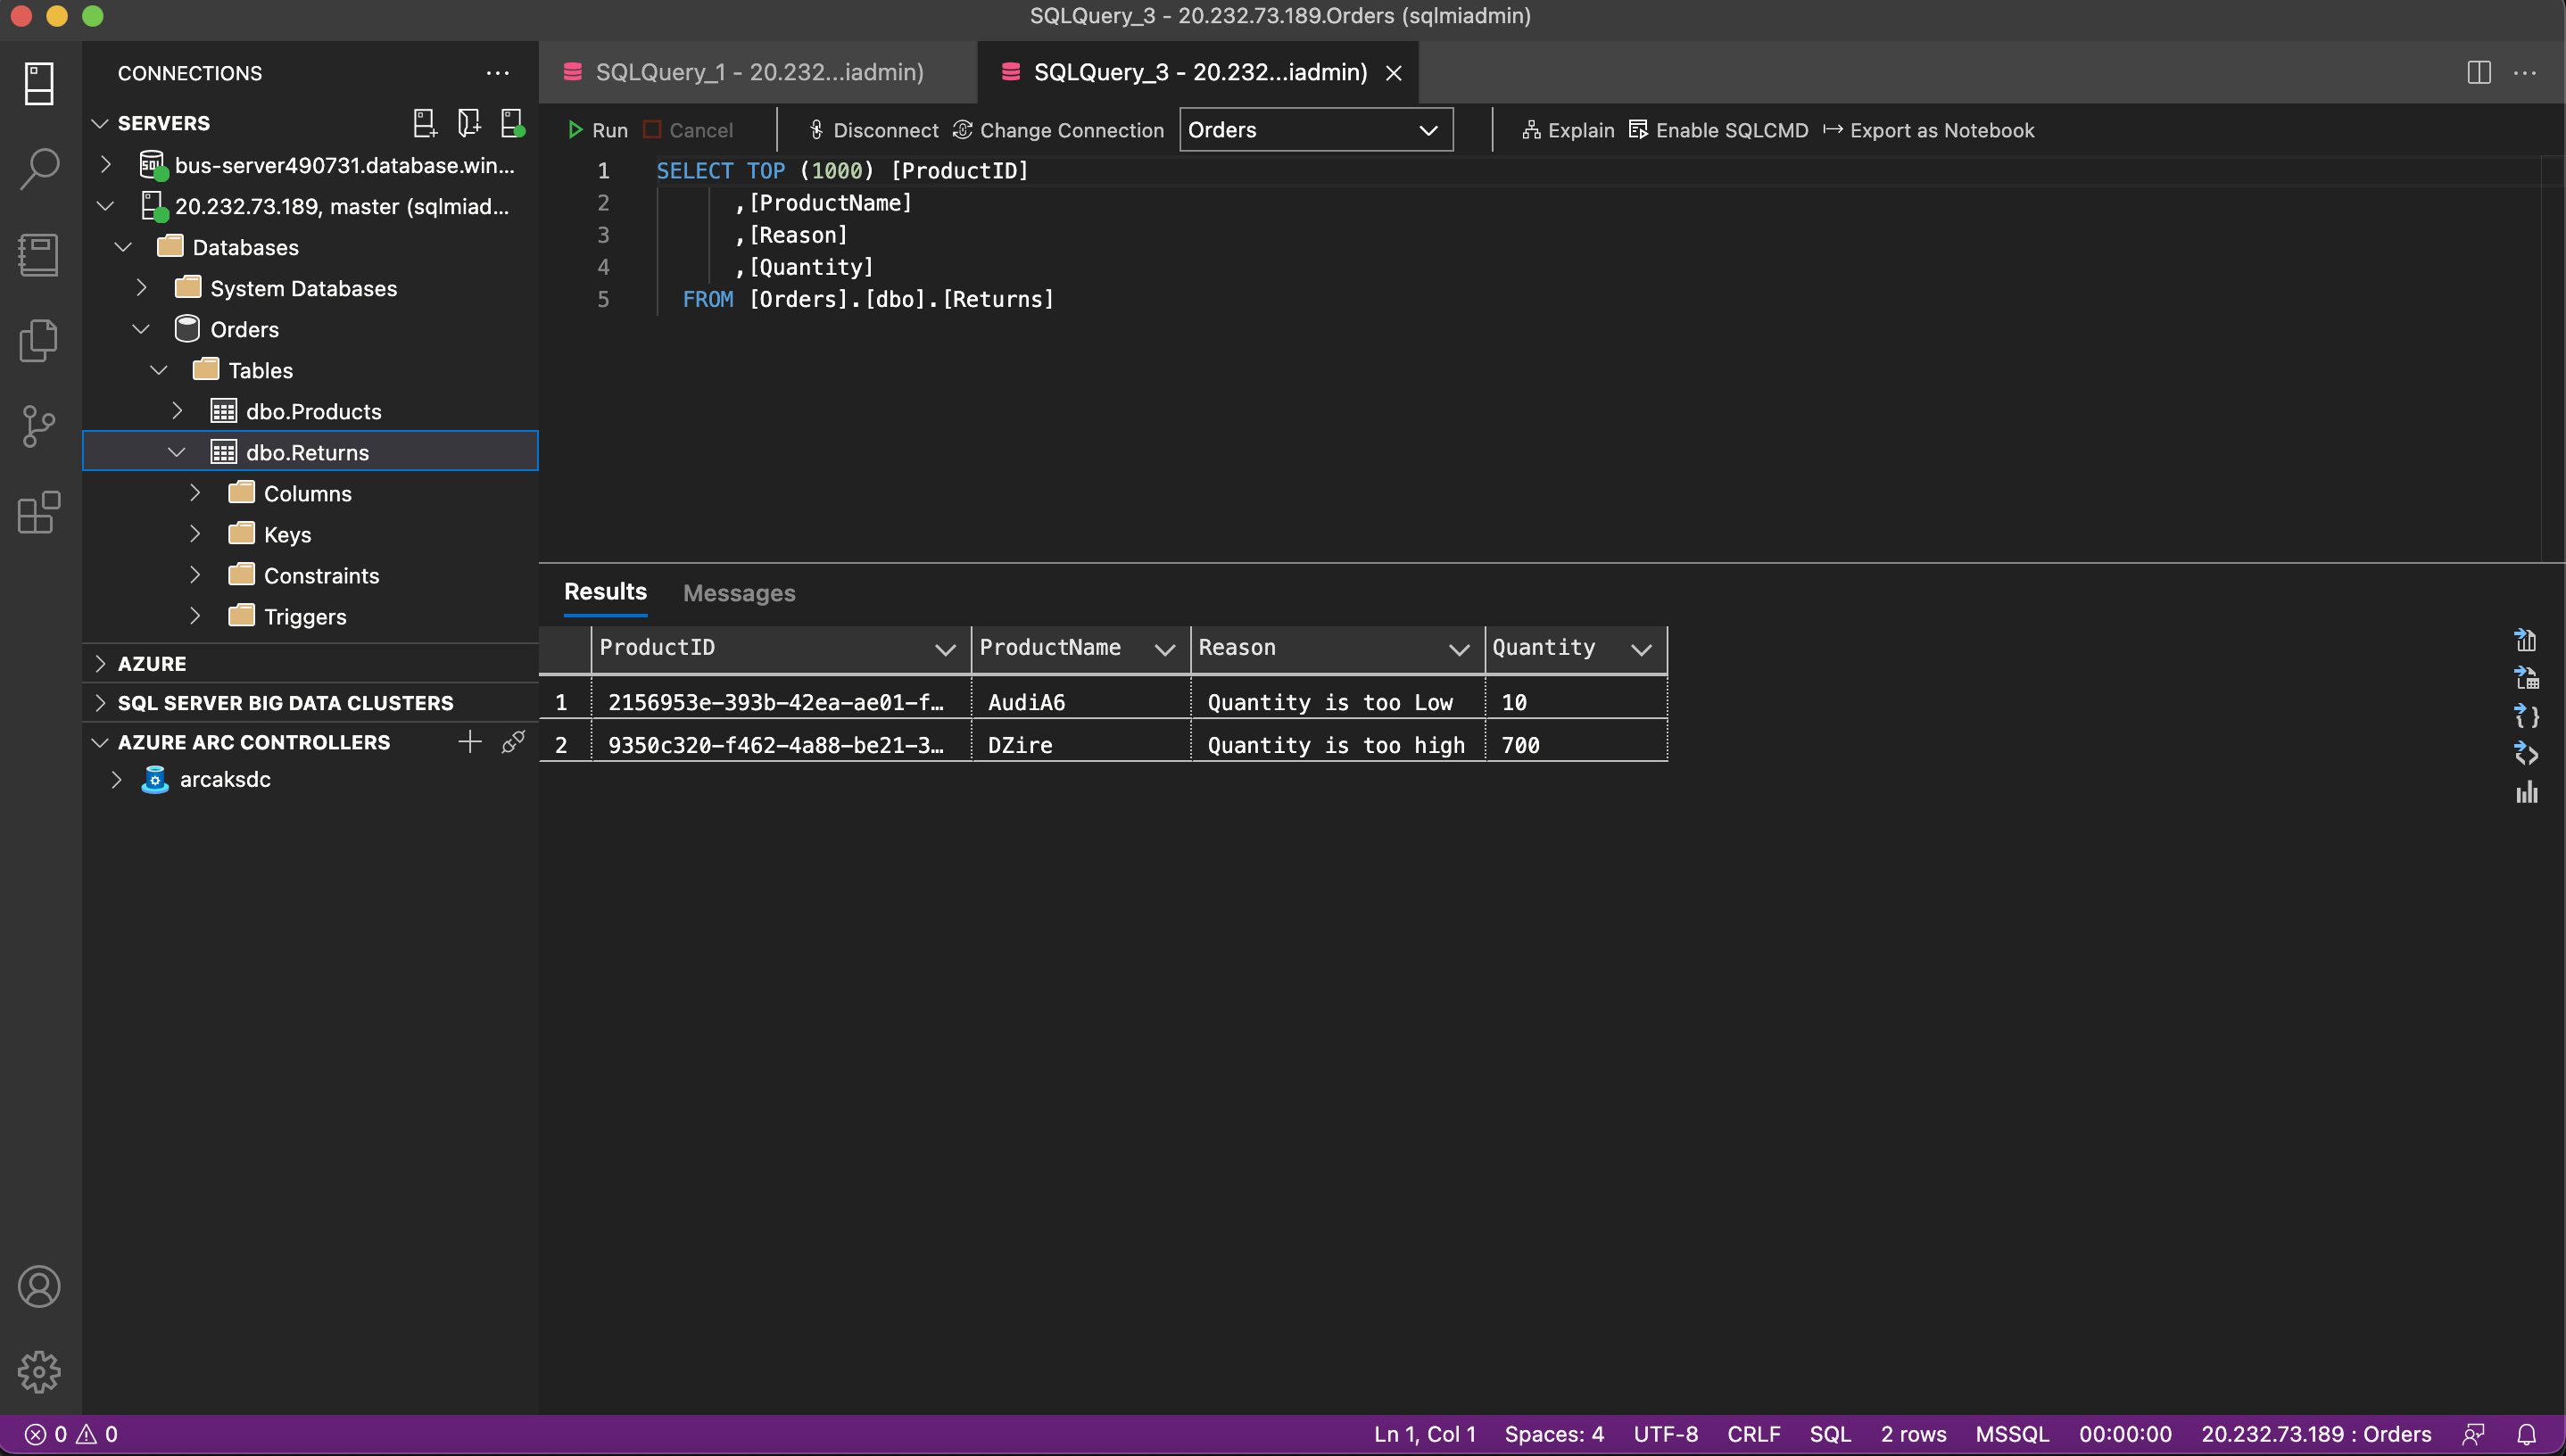 SQLQuery_3 - 20.232.73.189.Orders (sqlmiadmin)
CONNECTIONS
SERVERS
bus-server490731.database.win...
20.232.73.189, master (sqlmiad...
Databases
System Databases
Orders
Tables
dbo.Products
dbo.Returns
Columns
Keys
Constraints
Triggers
AZURE
SQL SERVER BIG DATA CLUSTERS
AZURE ARC CONTROLLERS
arcaksdc
SQLQuery_1 - 20.232...iadmin)
SQLQuery_3 - 20.232...iadmin)
Run Cancel Disconnect Change Connection Orders Explain Enable SQLCMD Export as Notebook
1 SELECT TOP (1000) [ProductID]
2 ,[ProductName]
3 ,[Reason]
4 ,[Quantity]
5 FROM [Orders].[dbo].[Returns]
Results Messages
ProductID ProductName Reason Quantity
1 2156953e-393b-42ea-ae01-f... AudiA6 Quantity is too Low 10
2 9350c320-f462-4a88-be21-3... DZire Quantity is too high 700
0 0 Ln 1, Col 1 Spaces: 4 UTF-8 CRLF SQL 2 rows MSSQL 00:00:00 20.232.73.189 : Orders